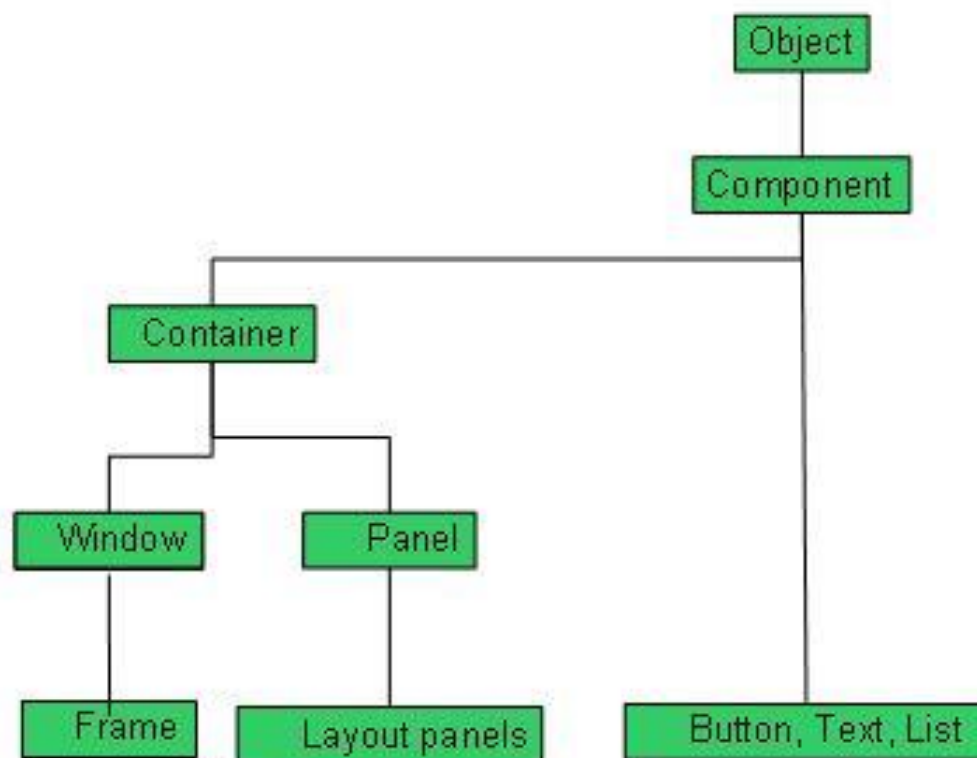 Object
Component
Container
Window
Panel
Frame
Layout panels
Button, Text, List